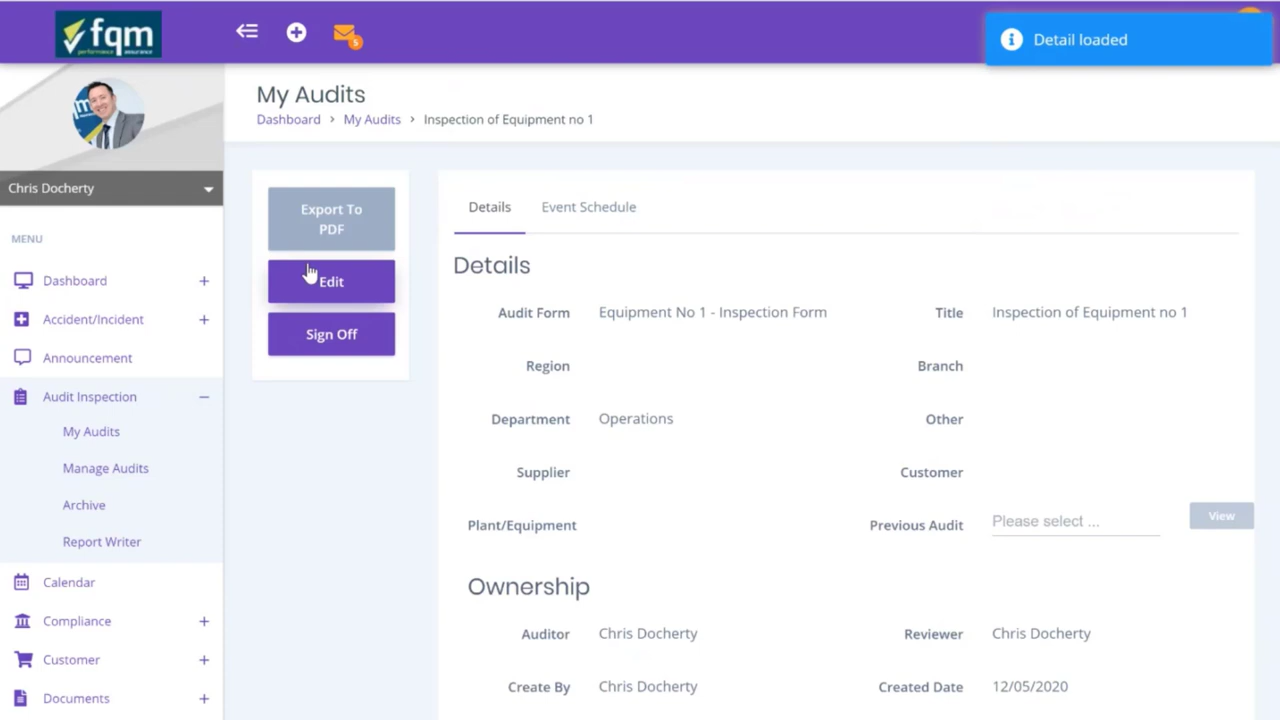 fqm
performance assurance
5
Detail loaded
Chris Docherty
MENU
Dashboard
Accident/Incident
Announcement
Audit Inspection
My Audits
Manage Audits
Archive
Report Writer
Calendar
Compliance
Customer
Documents
My Audits
Dashboard > My Audits > Inspection of Equipment no 1
Export To
PDF
Edit
Sign Off
Details Event Schedule
Details
Audit Form Equipment No 1 - Inspection Form Title Inspection of Equipment no 1
Region Branch
Department Operations Other
Supplier Customer
Plant/Equipment Previous Audit Please select ... View
Ownership
Auditor Chris Docherty Reviewer Chris Docherty
Create By Chris Docherty Created Date 12/05/2020